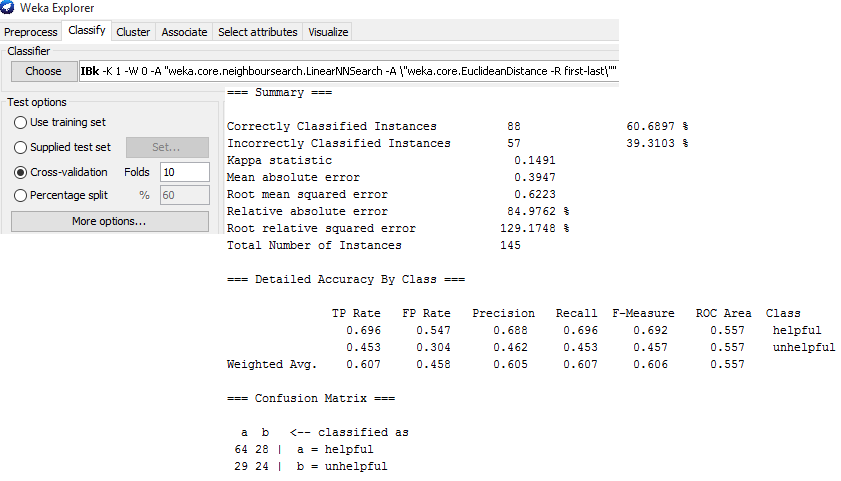 Weka Explorer
Preprocess Classify Cluster Associate Select attributes Visualize
Classifier
Choose IBk -K 1 -W 0 -A "weka.core.neighboursearch.LinearNNSearch -A \"weka.core.EuclideanDistance -R first-last\""
Test options
Use training set
Supplied test set Set...
Cross-validation Folds 10
Percentage split % 60
More options...
=== Summary ===
Correctly Classified Instances 88 60.6897 %
Incorrectly Classified Instances 57 39.3103 %
Kappa statistic 0.1491
Mean absolute error 0.3947
Root mean squared error 0.6223
Relative absolute error 84.9762 %
Root relative squared error 129.1748 %
Total Number of Instances 145
=== Detailed Accuracy By Class ===
TP Rate FP Rate Precision Recall F-Measure ROC Area Class
0.696 0.547 0.688 0.696 0.692 0.557 helpful
0.453 0.304 0.462 0.453 0.457 0.557 unhelpful
Weighted Avg. 0.607 0.458 0.605 0.607 0.606 0.557
=== Confusion Matrix ===
a b <-- classified as
64 28 | a = helpful
29 24 | b = unhelpful